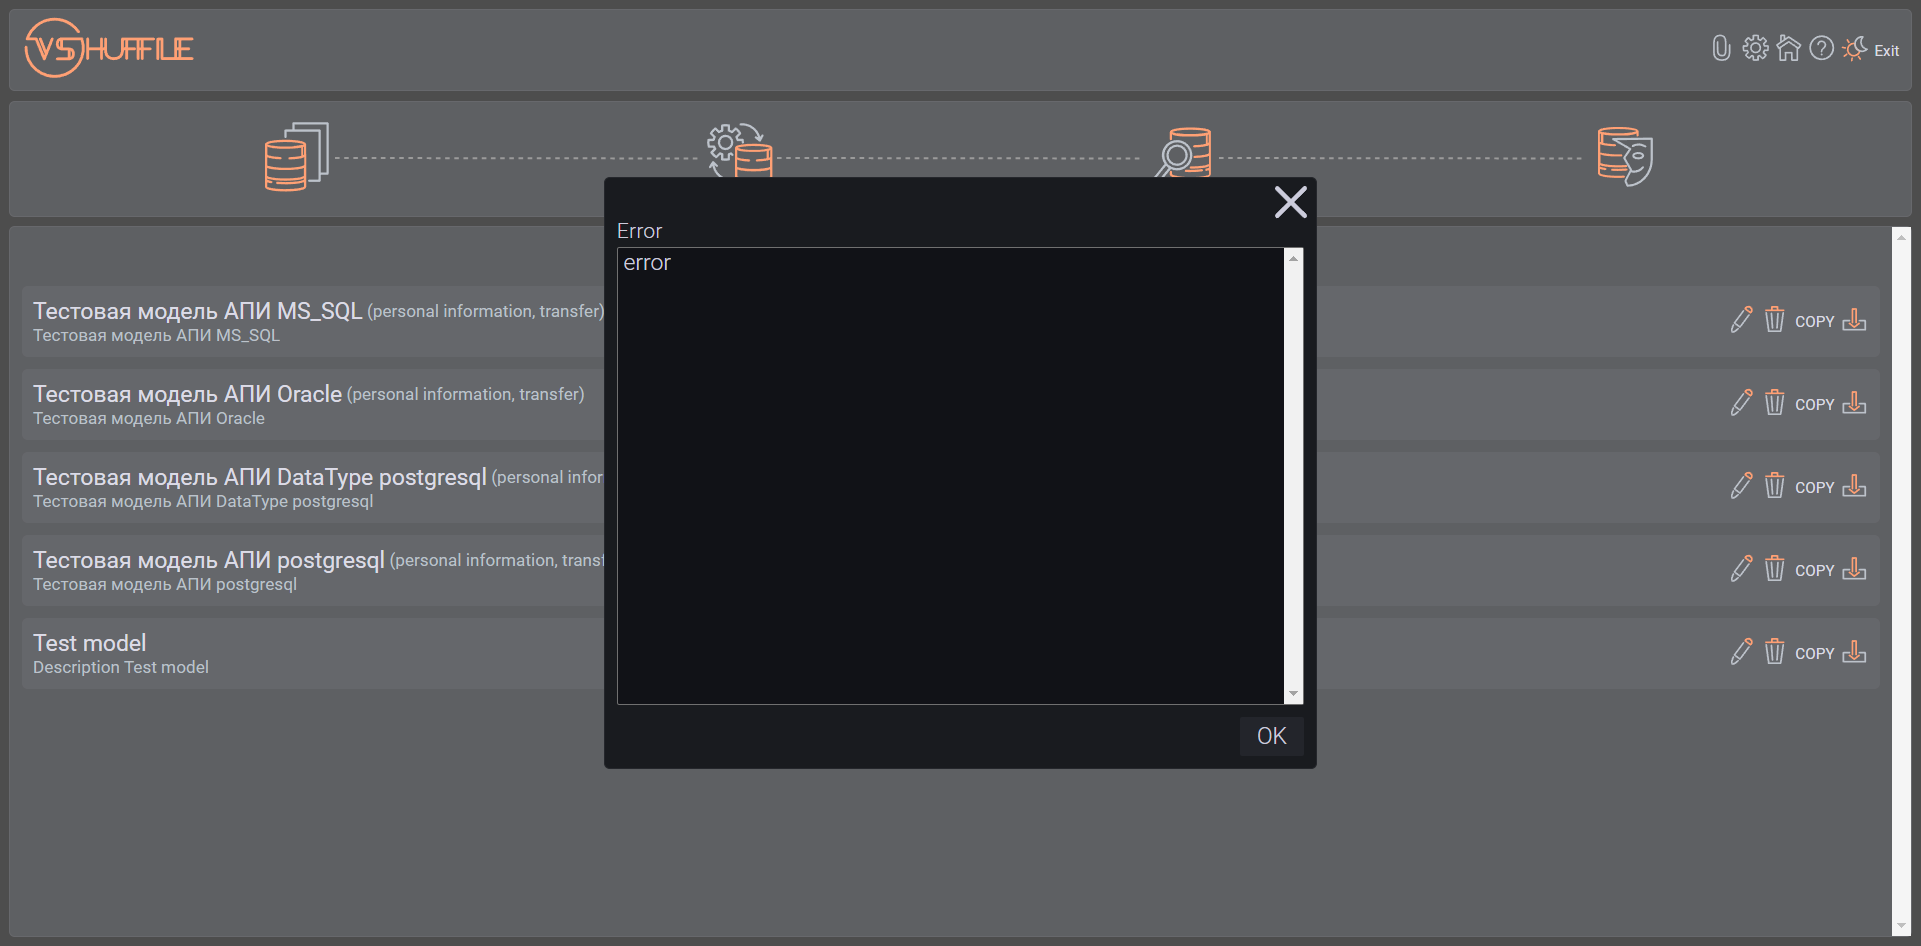 VSHUFFLE
Exit
Error
error
Тестовая модель АПИ MS_SQL (personal information, transfer)
Тестовая модель АПИ MS_SQL
COPY
Тестовая модель АПИ Oracle (personal information, transfer)
Тестовая модель АПИ Oracle
COPY
Тестовая модель АПИ DataType postgresql (personal infor
Тестовая модель АПИ DataType postgresql
COPY
Тестовая модель АПИ postgresql (personal information, transf
Тестовая модель АПИ postgresql
COPY
Test model
Description Test model
COPY
OK